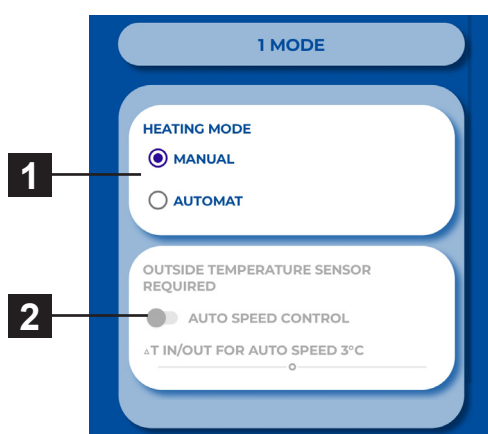 1 MODE
HEATING MODE
1
MANUAL
AUTOMAT
OUTSIDE TEMPERATURE SENSOR
REQUIRED
2
AUTO SPEED CONTROL
△T IN/OUT FOR AUTO SPEED 3°C